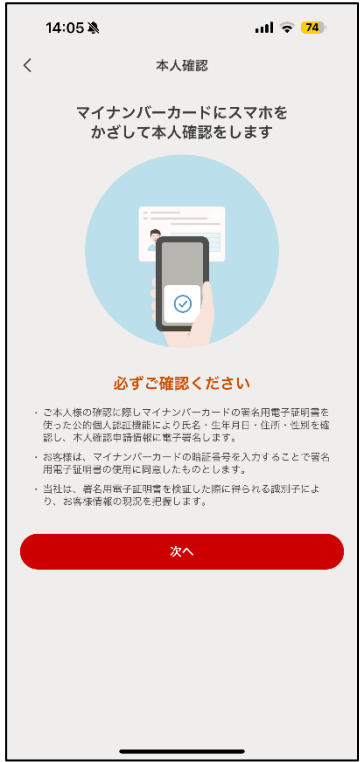 14:05
74
本人確認
マイナンバーカードにスマホを
かざして本人確認をします
必ずご確認ください
・ご本人様の確認に際しマイナンバーカードの署名用電子証明書を
使った公的個人認証機能により氏名・生年月日・住所・性別を確
認し、本人確認申請情報に電子署名します。
・お客様は、マイナンバーカードの暗証番号を入力することで署名
用電子証明書の使用に同意したものとします。
・当社は、署名用電子証明書を検証した際に得られる識別子によ
り、お客様情報の現況を把握します。
次へ